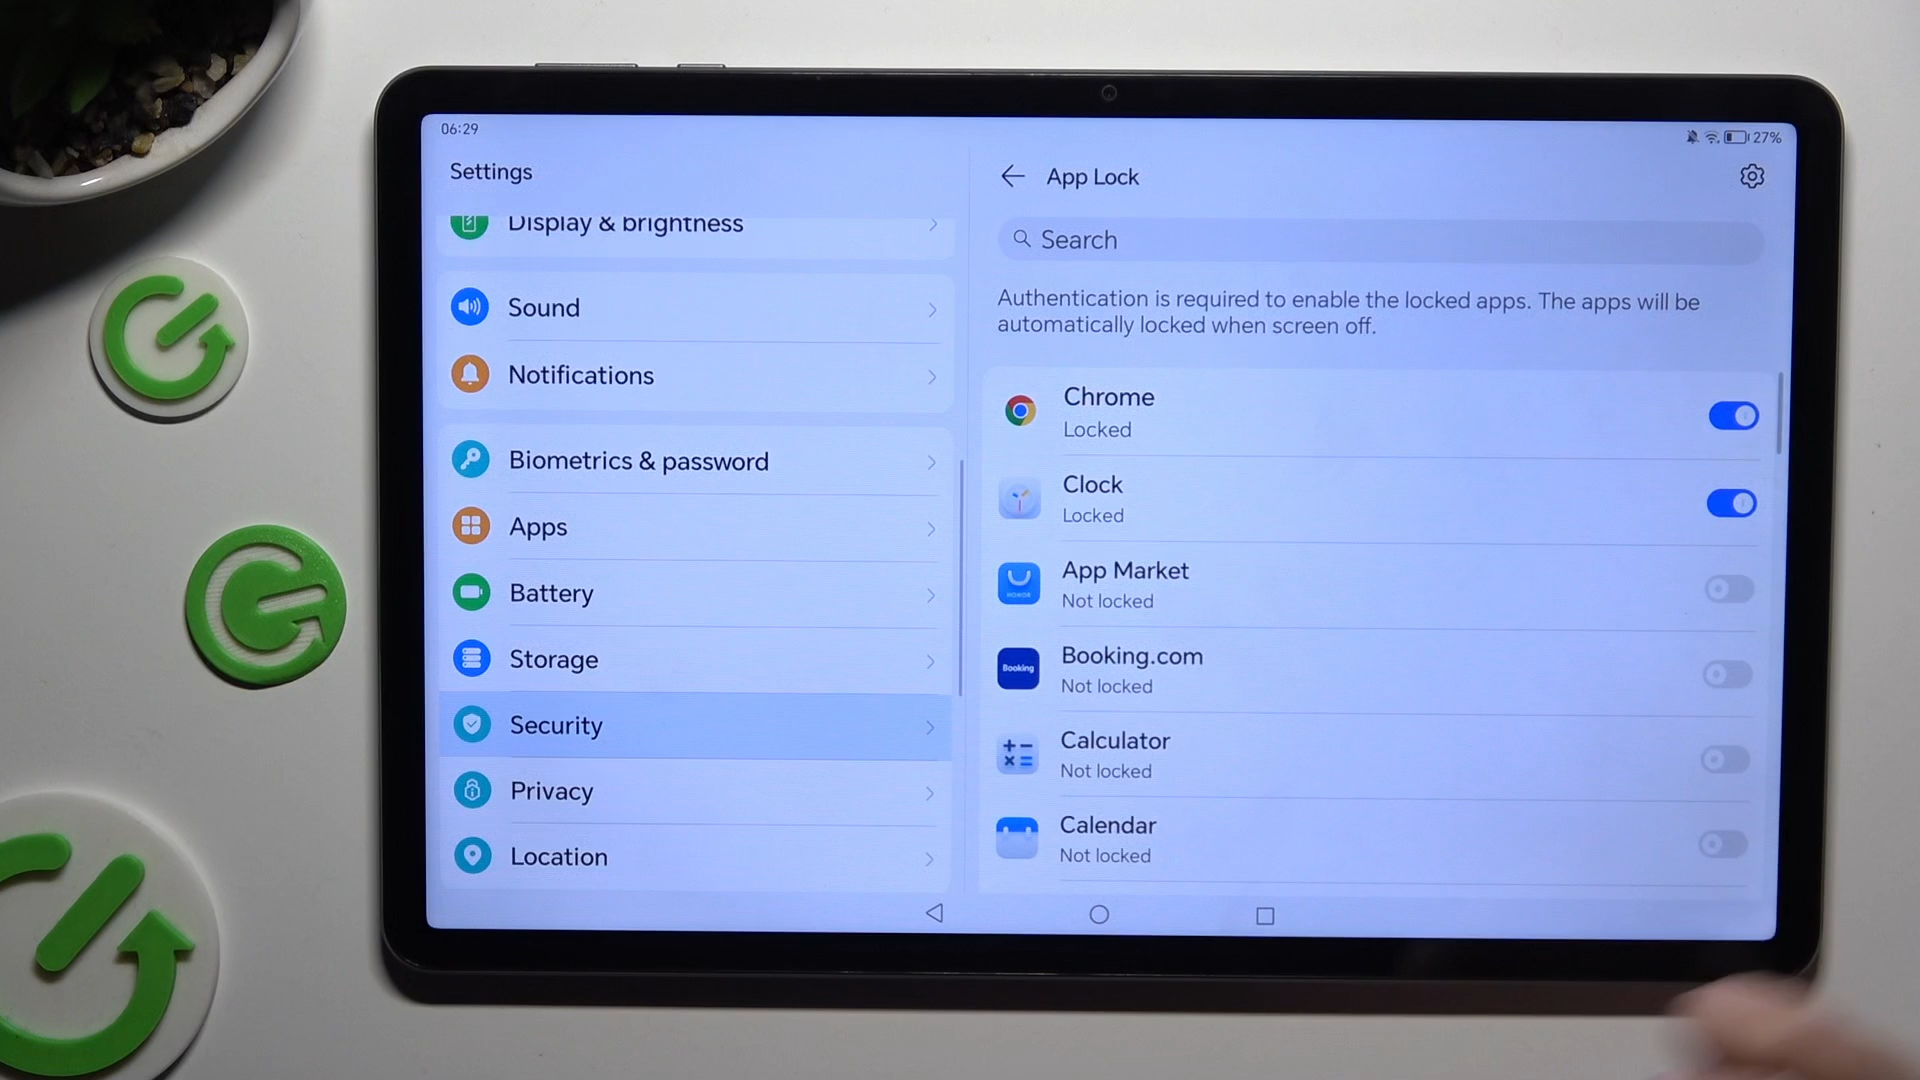 06:29
27%
Settings
Display & brightness
Sound
Notifications
Biometrics & password
Apps
Battery
Storage
Security
Privacy
Location
App Lock
Search
Authentication is required to enable the locked apps. The apps will be
automatically locked when screen off.
Chrome
Locked
Clock
Locked
App Market
Not locked
HONOR
Booking.com
Not locked
Booking
Calculator
Not locked
Calendar
Not locked